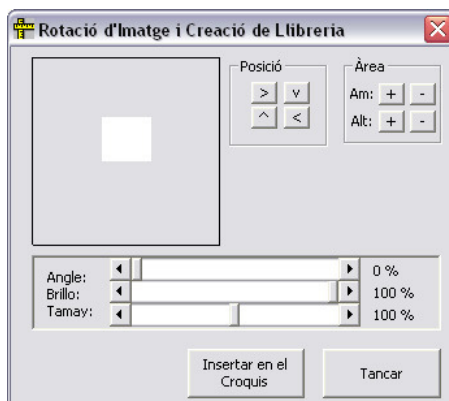 Rotació d'Imatge i Creació de Llibreria
Posició
> v
^ <
Àrea
Am: + -
Alt: + -
Angle: 0 %
Brillo: 100 %
Tamay: 100 %
Insertar en el
Croquis
Tancar